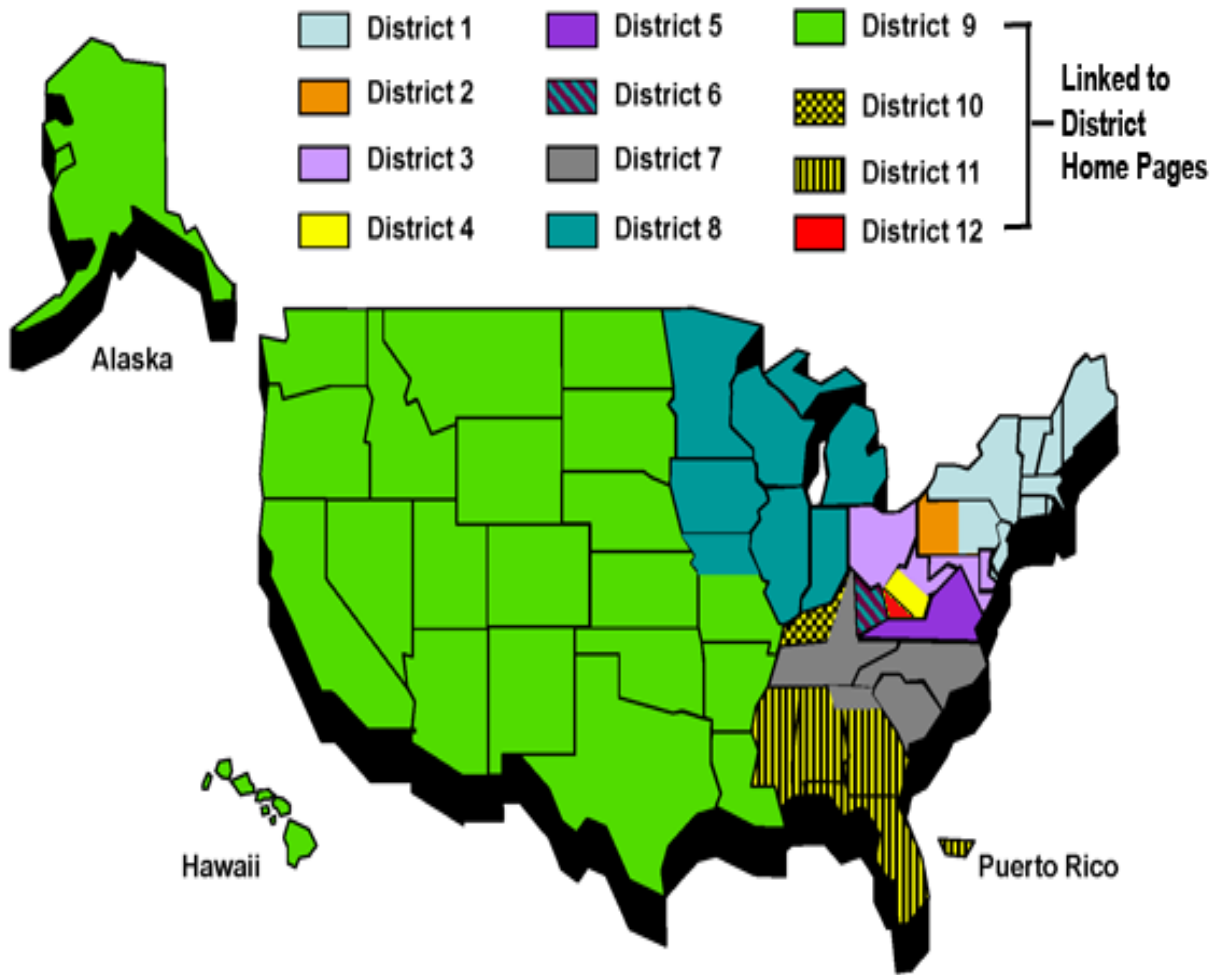 District 1
District 2
District 3
District 4
District 5
District 6
District 7
District 8
District 9
District 10
District 11
District 12
Linked to
District
Home Pages
Alaska
Hawaii
Puerto Rico